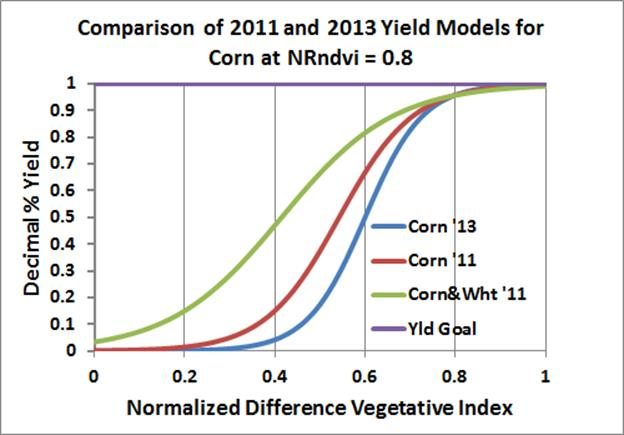 Comparison of 2011 and 2013 Yield Models for
Corn at NRndvi = 0.8
1
0.9
0.8
0.7
0.6
0.5
0.4
0.3
0.2
0.1
0
Decimal % Yield
Corn '13
Corn '11
Corn&Wht '11
Yld Goal
0 0.2 0.4 0.6 0.8 1
Normalized Difference Vegetative Index